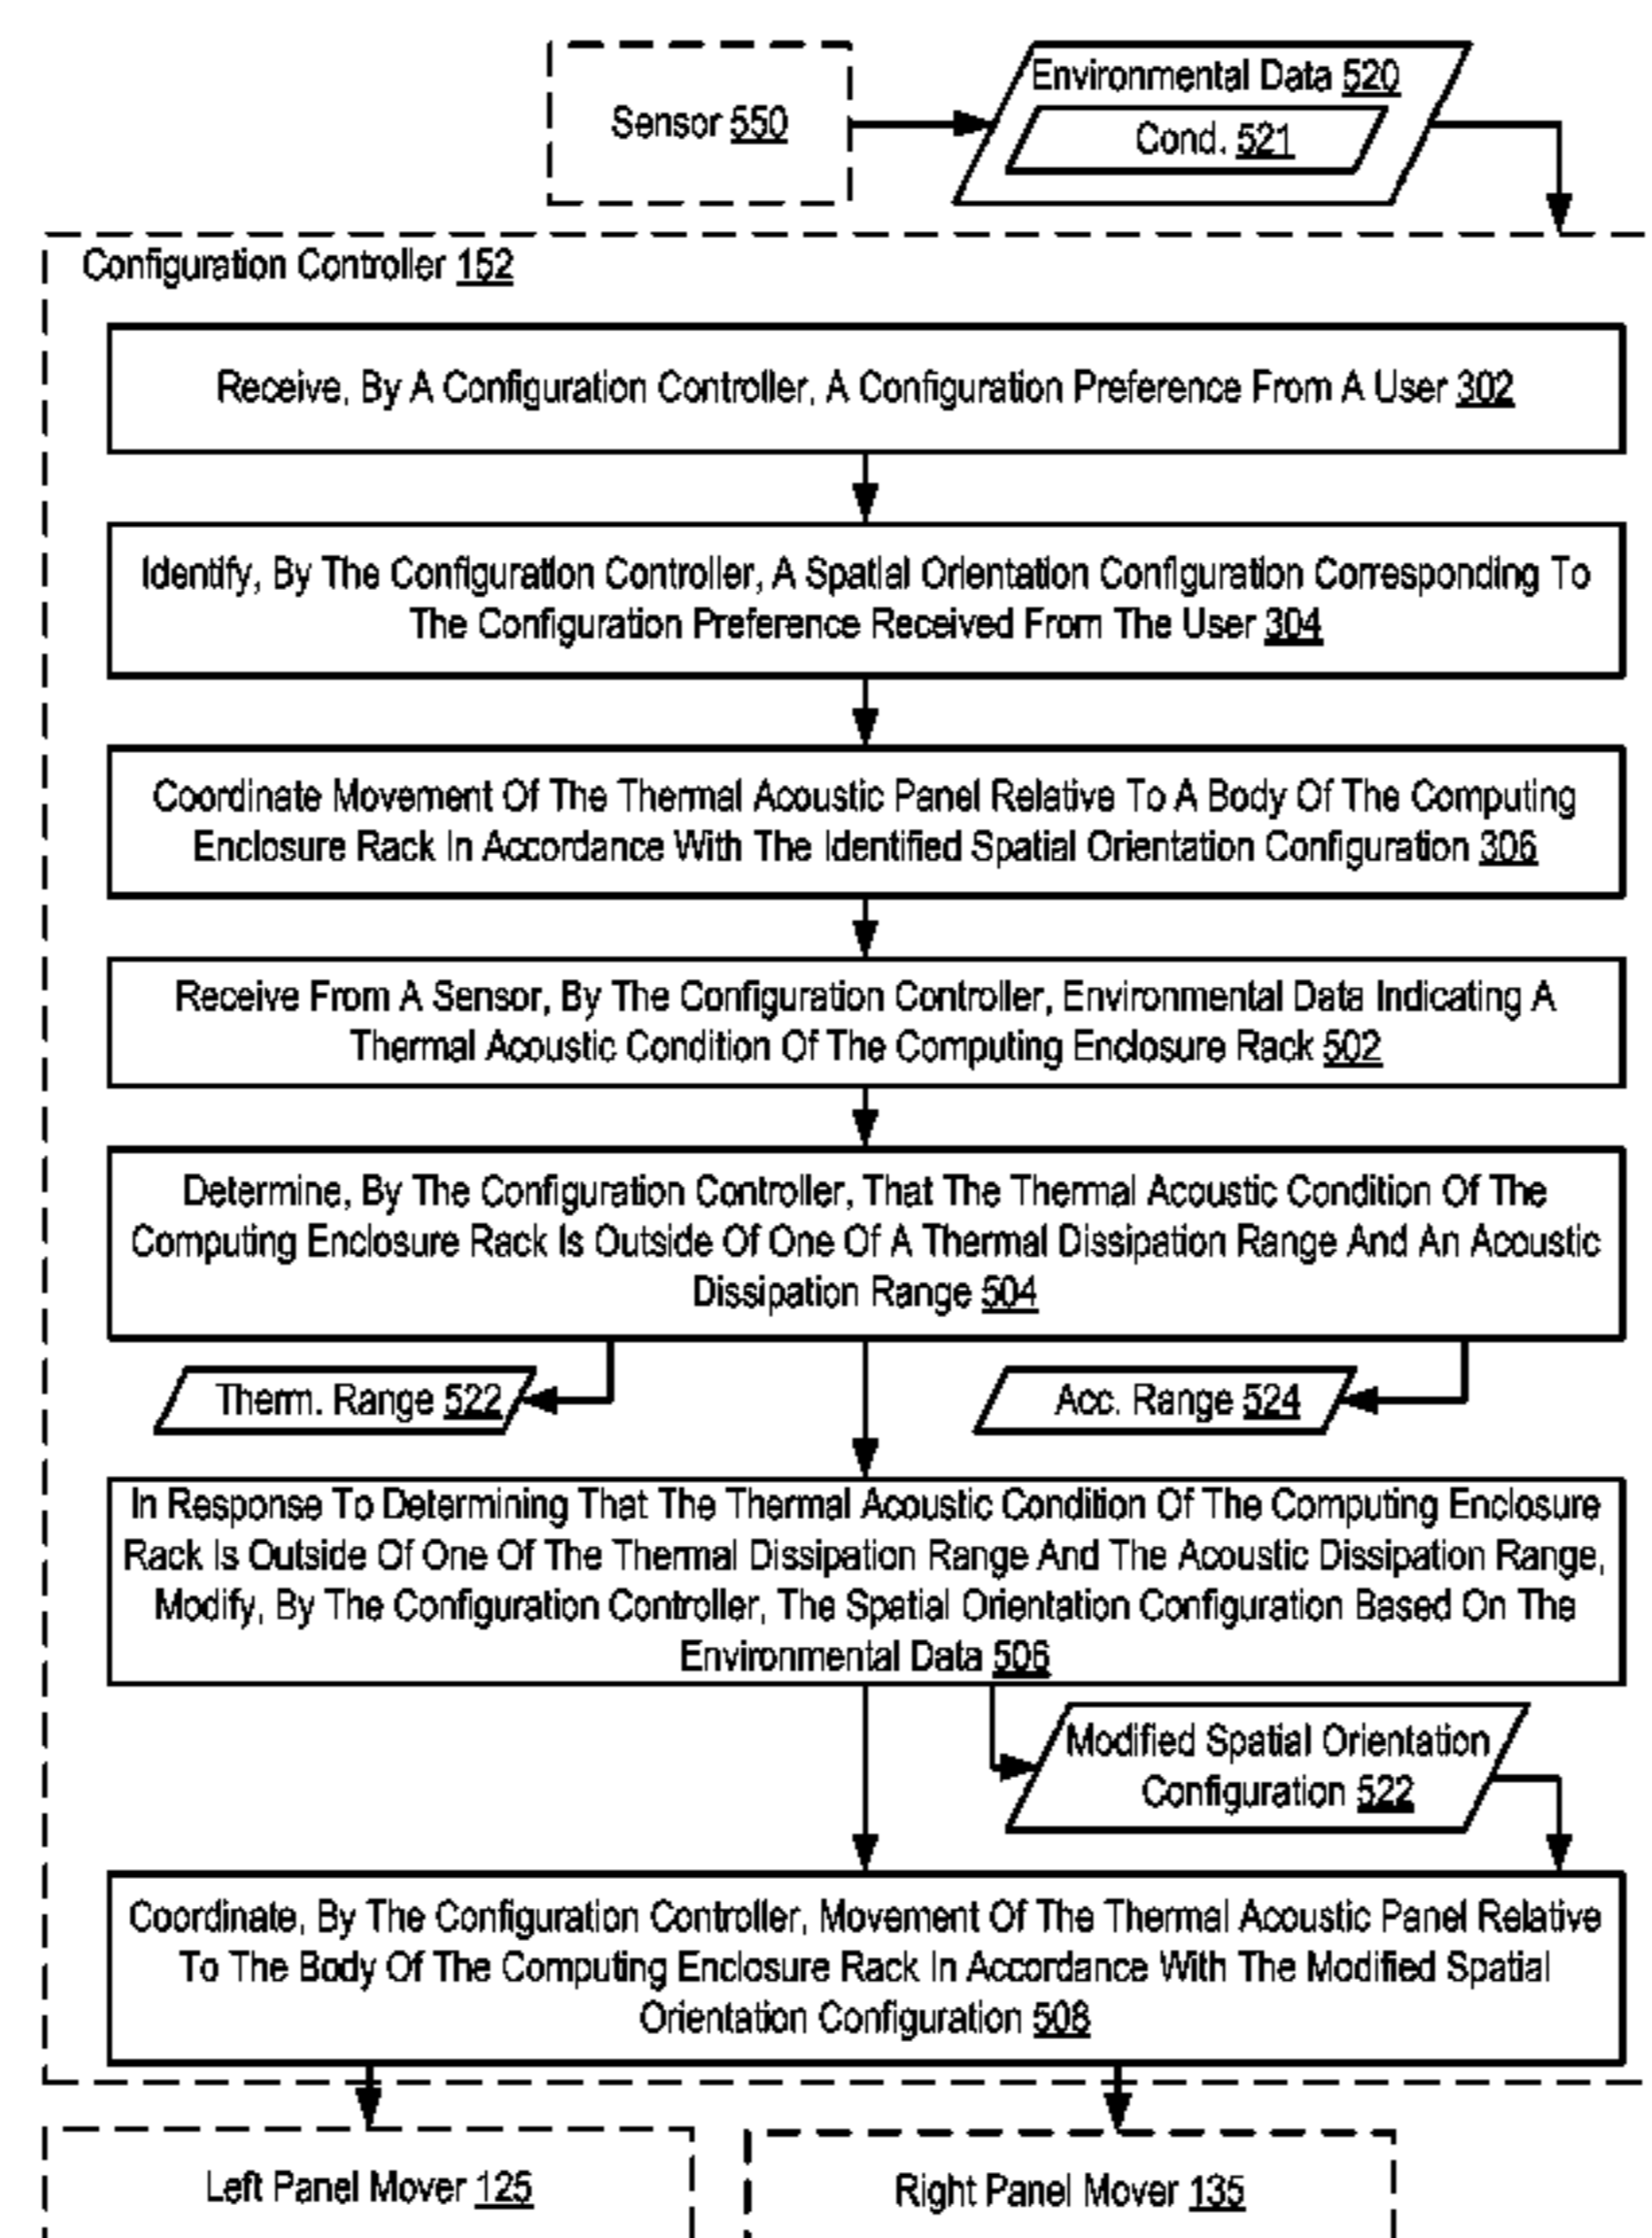 Sensor 550
Environmental Data 520
Cond. 521
Configuration Controller 152
Receive, By A Configuration Controller, A Configuration Preference From A User 302
Identify, By The Configuration Controller, A Spatial Orientation Configuration Corresponding To
The Configuration Preference Received From The User 304
Coordinate Movement Of The Thermal Acoustic Panel Relative To A Body Of The Computing
Enclosure Rack In Accordance With The Identified Spatial Orientation Configuration 306
Receive From A Sensor, By The Configuration Controller, Environmental Data Indicating A
Thermal Acoustic Condition Of The Computing Enclosure Rack 502
Determine, By The Configuration Controller, That The Thermal Acoustic Condition Of The
Computing Enclosure Rack Is Outside Of One Of A Thermal Dissipation Range And An Acoustic
Dissipation Range 504
Therm. Range 522
Acc. Range 524
In Response To Determining That The Thermal Acoustic Condition Of The Computing Enclosure
Rack Is Outside Of One Of The Thermal Dissipation Range And The Acoustic Dissipation Range,
Modify, By The Configuration Controller, The Spatial Orientation Configuration Based On The
Environmental Data 506
Modified Spatial Orientation
Configuration 522
Coordinate, By The Configuration Controller, Movement Of The Thermal Acoustic Panel Relative
To The Body Of The Computing Enclosure Rack In Accordance With The Modified Spatial
Orientation Configuration 508
Left Panel Mover 125
Right Panel Mover 135